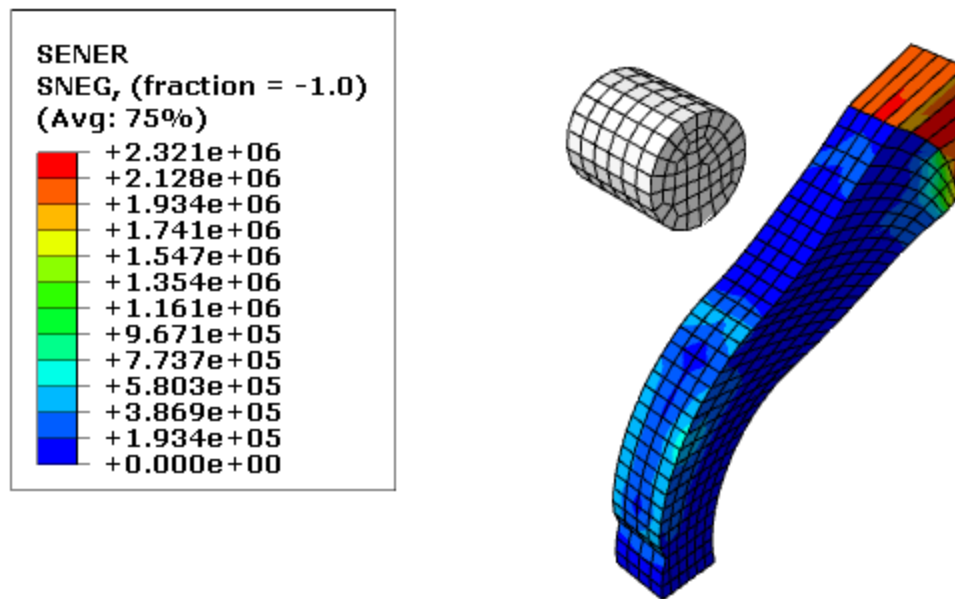 SENER
SNEG, (fraction = -1.0)
(Avg: 75%)
+2.321e+06
+2.128e+06
+1.934e+06
+1.741e+06
+1.547e+06
+1.354e+06
+1.161e+06
+9.671e+05
+7.737e+05
+5.803e+05
+3.869e+05
+1.934e+05
+0.000e+00